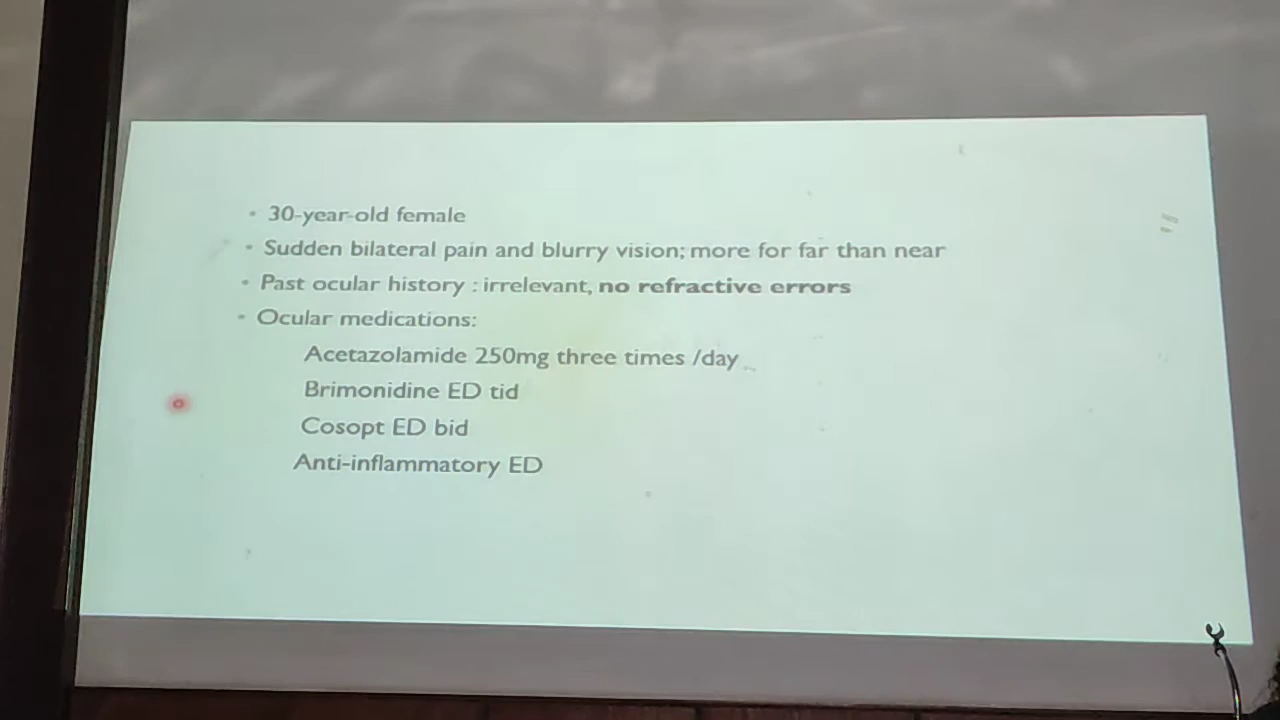 • 30-year-old female
• Sudden bilateral pain and blurry vision; more for far than near
• Past ocular history : irrelevant, no refractive errors
• Ocular medications:
Acetazolamide 250mg three times /day
Brimonidine ED tid
Cosopt ED bid
Anti-inflammatory ED